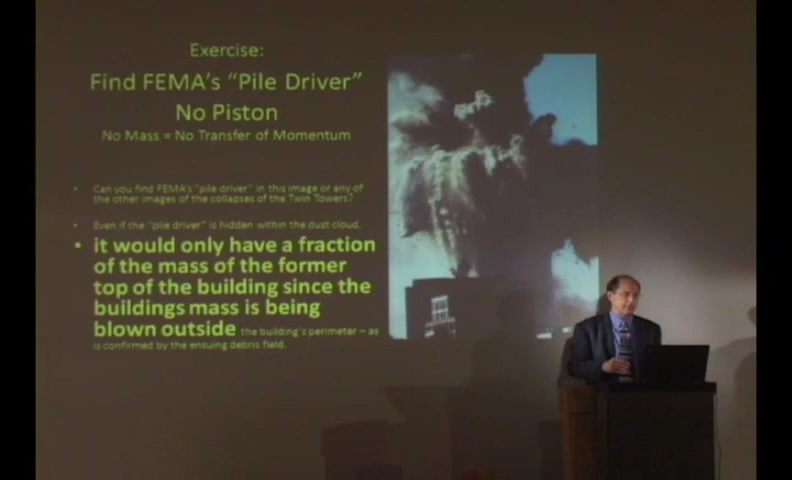 Exercise:
Find FEMA's "Pile Driver"
No Piston
No Mass = No Transfer of Momentum
• Can you find FEMA's "pile driver" in this image or any of
the other images of the collapses of the Twin Towers?
• Even if the "pile driver" is hidden within the dust cloud,
• it would only have a fraction
of the mass of the former
top of the building since the
buildings mass is being
blown outside the building's perimeter – as
is confirmed by the ensuing debris field.